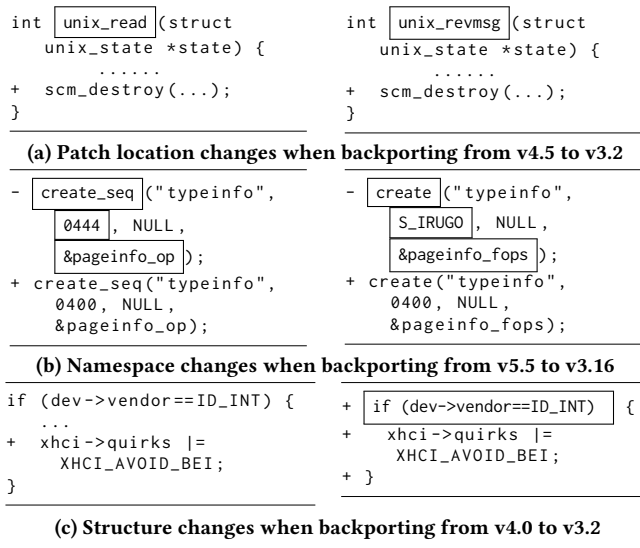 int unix_read (struct
unix_state *state) {
......
+ scm_destroy(...);
}
int unix_revmsg (struct
unix_state *state) {
......
+ scm_destroy(...);
}
(a) Patch location changes when backporting from v4.5 to v3.2
- create_seq ("typeinfo",
0444 , NULL,
&pageinfo_op );
+ create_seq("typeinfo",
0400, NULL,
&pageinfo_op);
- create ("typeinfo",
S_IRUGO , NULL,
&pageinfo_fops );
+ create("typeinfo",
0400, NULL,
&pageinfo_fops);
(b) Namespace changes when backporting from v5.5 to v3.16
if (dev->vendor==ID_INT) {
...
+ xhci->quirks |=
XHCI_AVOID_BEI;
}
+ if (dev->vendor==ID_INT) {
+ xhci->quirks |=
XHCI_AVOID_BEI;
+ }
(c) Structure changes when backporting from v4.0 to v3.2